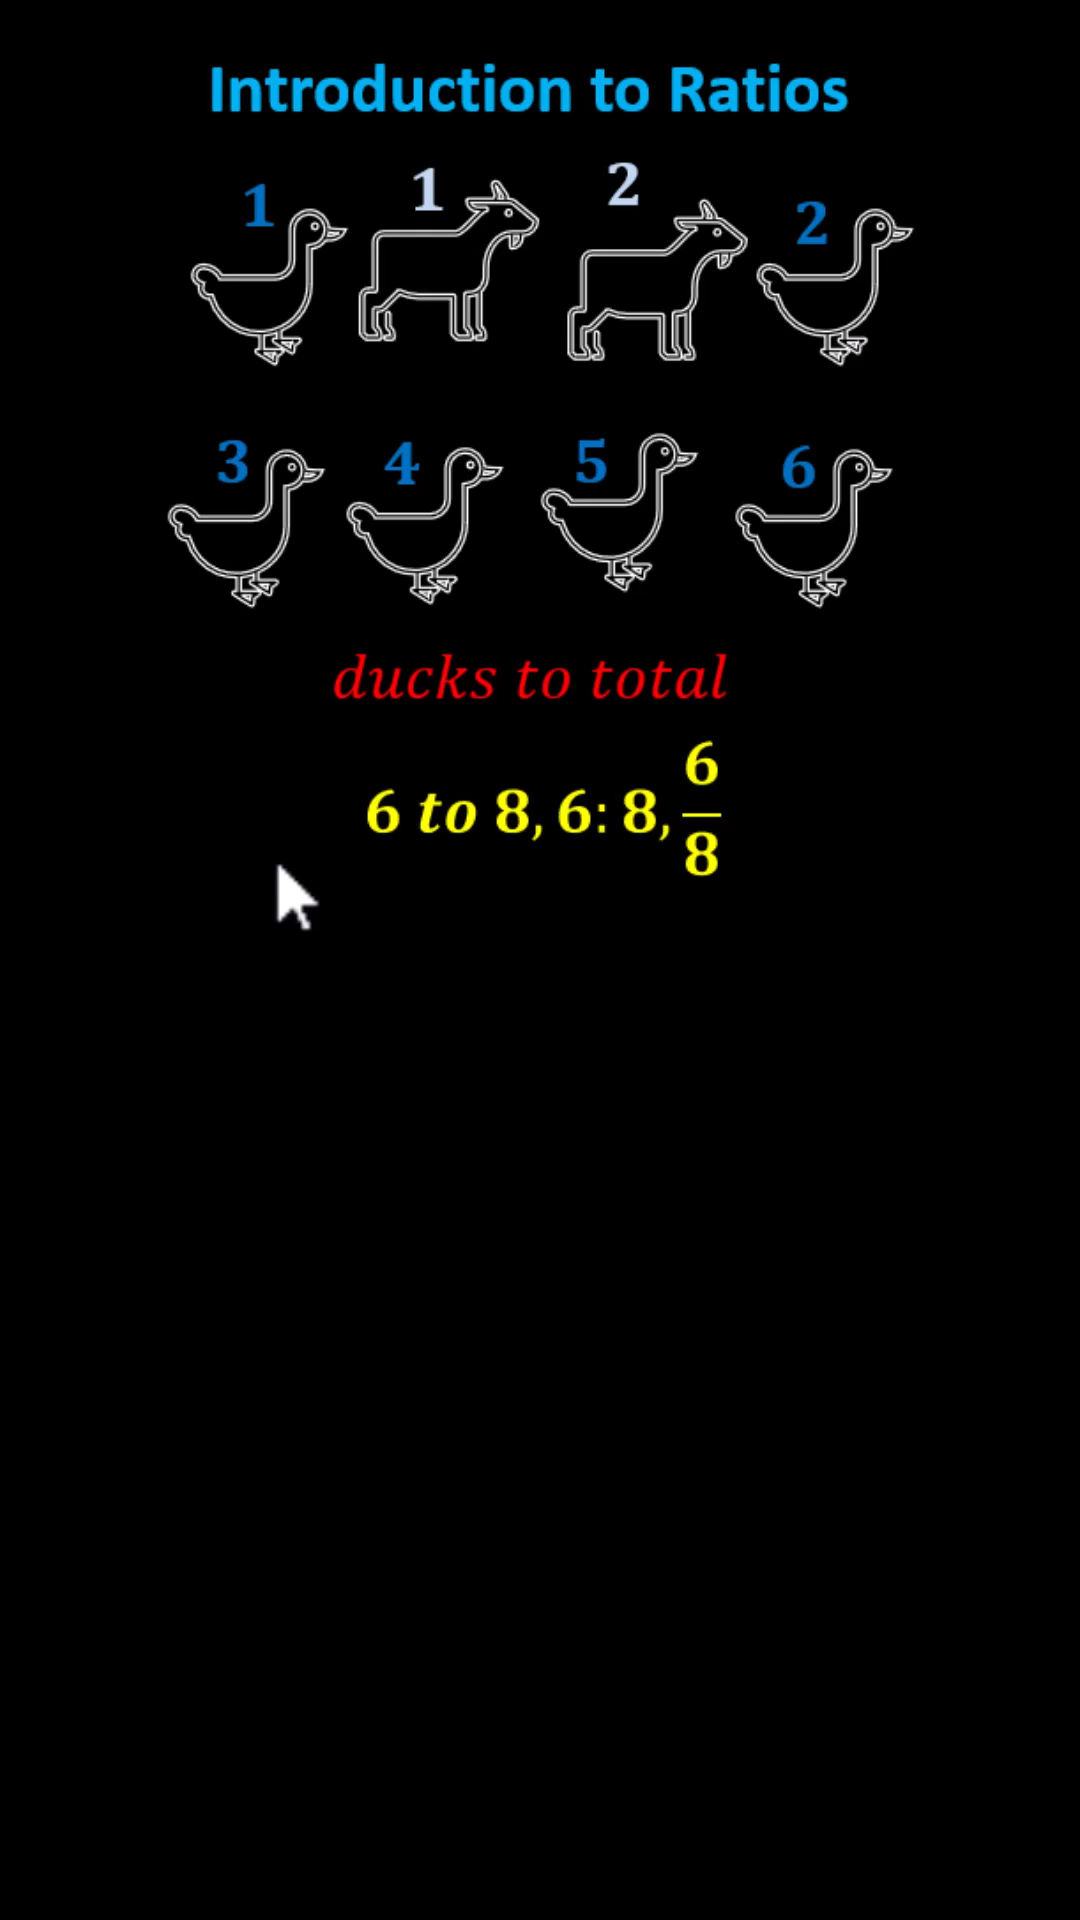 Introduction to Ratios
1 1 2 2
3 4 5 6
ducks to total
6 to 8, 6: 8, 6/8